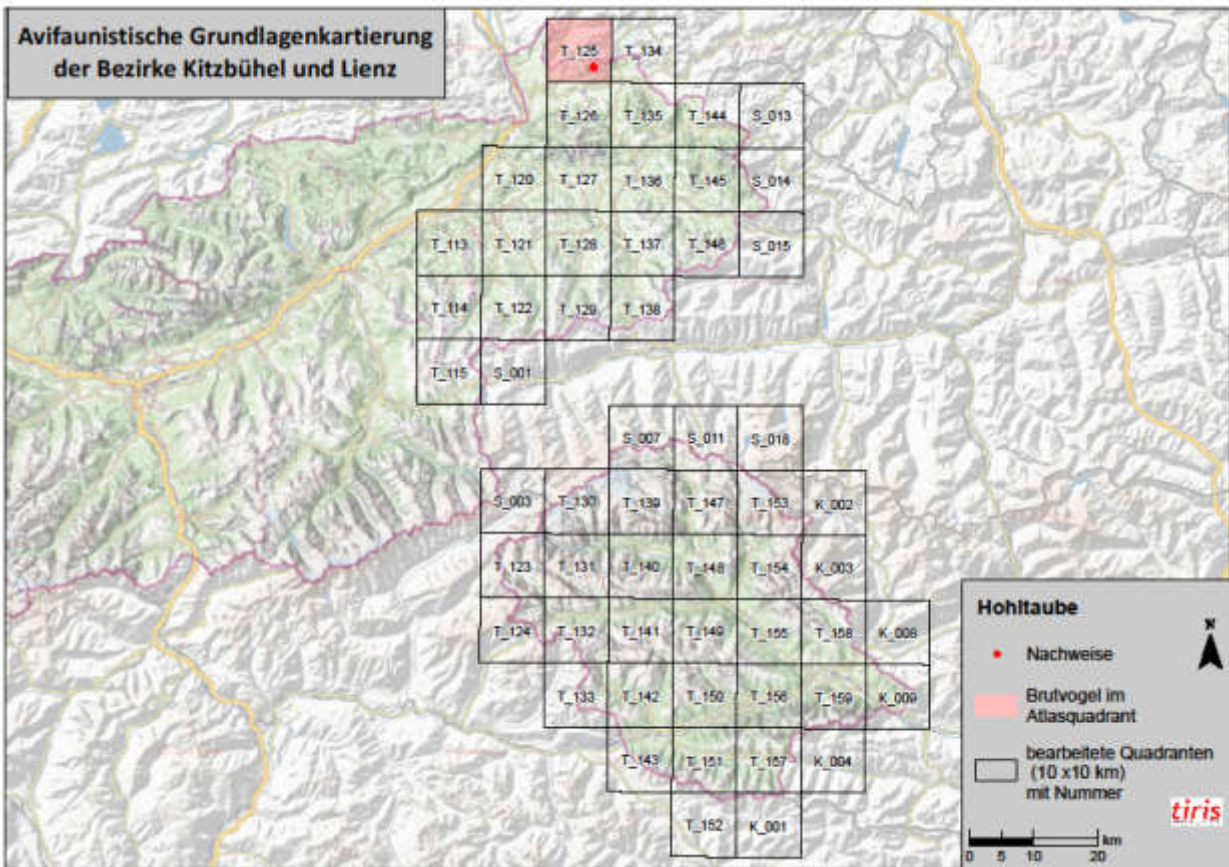 Avifaunistische Grundlagenkartierung
der Bezirke Kitzbühel und Lienz
T_125 T_134
T_126 T_135 T_144 S_013
T_120 T_127 T_136 T_145 S_014
T_113 T_121 T_128 T_137 T_146 S_015
T_114 T_122 T_129 T_138
T_115 S_001
S_007 S_011 S_016
S_003 T_130 T_139 T_147 T_153 K_002
T_123 T_131 T_140 T_148 T_154 K_003
T_124 T_132 T_141 T_149 T_155 T_158 K_008
T_133 T_142 T_150 T_156 T_159 K_009
T_143 T_151 T_157 K_004
T_152 K_001
Hohltaube
N
Nachweise
Brutvogel im
Atlasquadrant
bearbeitete Quadranten
(10 x10 km)
mit Nummer
tiris
km
0 5 10 20